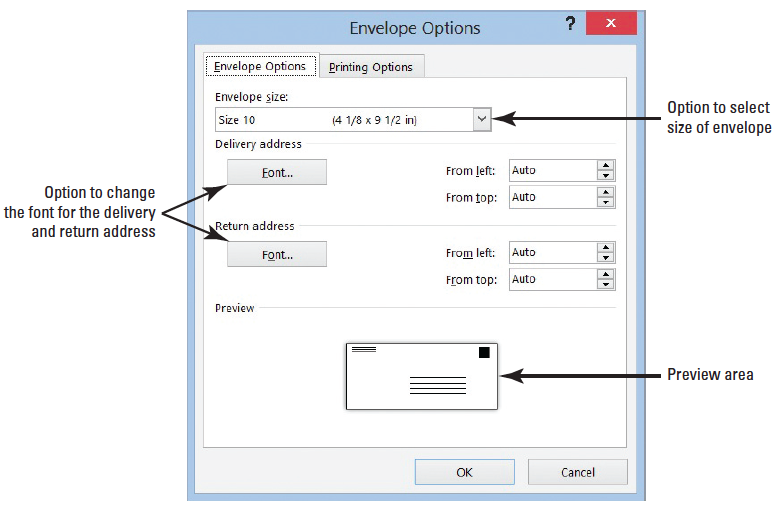 Envelope Options
?
x
Envelope Options
Printing Options
Envelope size:
Size 10 (4 1/8 x 9 1/2 in)
Option to select
size of envelope
Delivery address
Font...
From left: Auto
From top: Auto
Option to change
the font for the delivery
and return address
Return address
Font...
From left: Auto
From top: Auto
Preview
Preview area
OK
Cancel